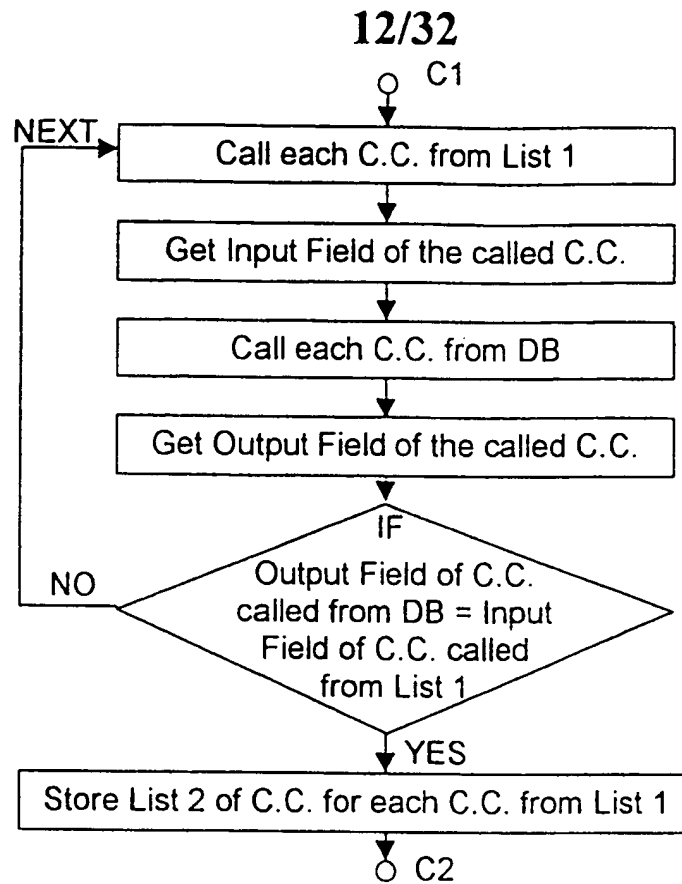 12/32
C1
NEXT
Call each C.C. from List 1
Get Input Field of the called C.C.
Call each C.C. from DB
Get Output Field of the called C.C.
IF
NO
Output Field of C.C.
called from DB = Input
Field of C.C. called
from List 1
YES
Store List 2 of C.C. for each C.C. from List 1
C2